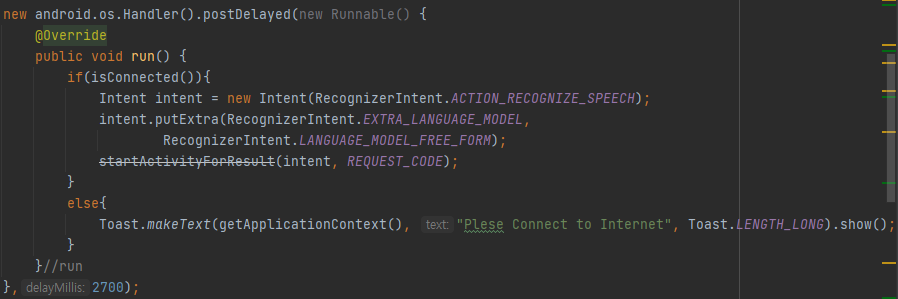 new android.os.Handler().postDelayed(new Runnable() {
@Override
public void run() {
if(isConnected()){
Intent intent = new Intent(RecognizerIntent.ACTION_RECOGNIZE_SPEECH);
intent.putExtra(RecognizerIntent.EXTRA_LANGUAGE_MODEL,
RecognizerIntent.LANGUAGE_MODEL_FREE_FORM);
startActivityForResult(intent, REQUEST_CODE);
}
else{
Toast.makeText(getApplicationContext(), text: "Plese Connect to Internet", Toast.LENGTH_LONG).show();
}
}//run
}, delayMillis: 2700);